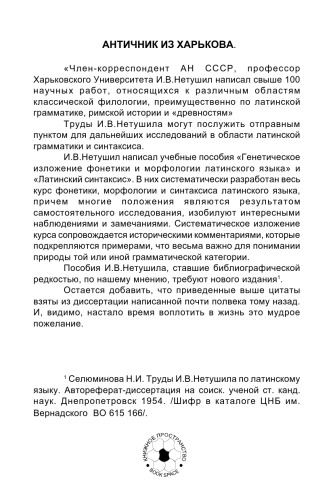 АНТИЧНИК ИЗ ХАРЬКОВА.
«Член-корреспондент АН СССР, профессор
Харьковского Университета И.В.Нетушил написал свыше 100
научных работ, относящихся к различным областям
классической филологии, преимущественно по латинской
грамматике, римской истории и «древностям»
Труды И.В.Нетушила могут послужить отправным
пунктом для дальнейших исследований в области латинской
грамматики и синтаксиса.
И.В.Нетушил написал учебные пособия «Генетическое
изложение фонетики и морфологии латинского языка» и
«Латинский синтаксис». В них систематически разработан весь
курс фонетики, морфологии и синтаксиса латинского языка,
причем многие положения являются результатом
самостоятельного исследования, изобилуют интересными
наблюдениями и замечаниями. Систематическое изложение
курса сопровождается историческими комментариями, которые
подкрепляются примерами, что весьма важно для понимания
природы той или иной грамматической категории.
Пособия И.В.Нетушила, ставшие библиографической
редкостью, по нашему мнению, требуют нового издания¹.
Остается добавить, что приведенные выше цитаты
взяты из диссертации написанной почти полвека тому назад.
И, видимо, настало время воплотить в жизнь это мудрое
пожелание.
¹ Селюминова Н.И. Труды И.В.Нетушила по латинскому
языку. Автореферат-диссертация на соиск. ученой ст. канд.
наук. Днепропетровск 1954. /Шифр в каталоге ЦНБ им.
Вернадского ВО 615 166/.
КНИЖНОЕ ПРОСТРАНСТВО
BOOK SPACE